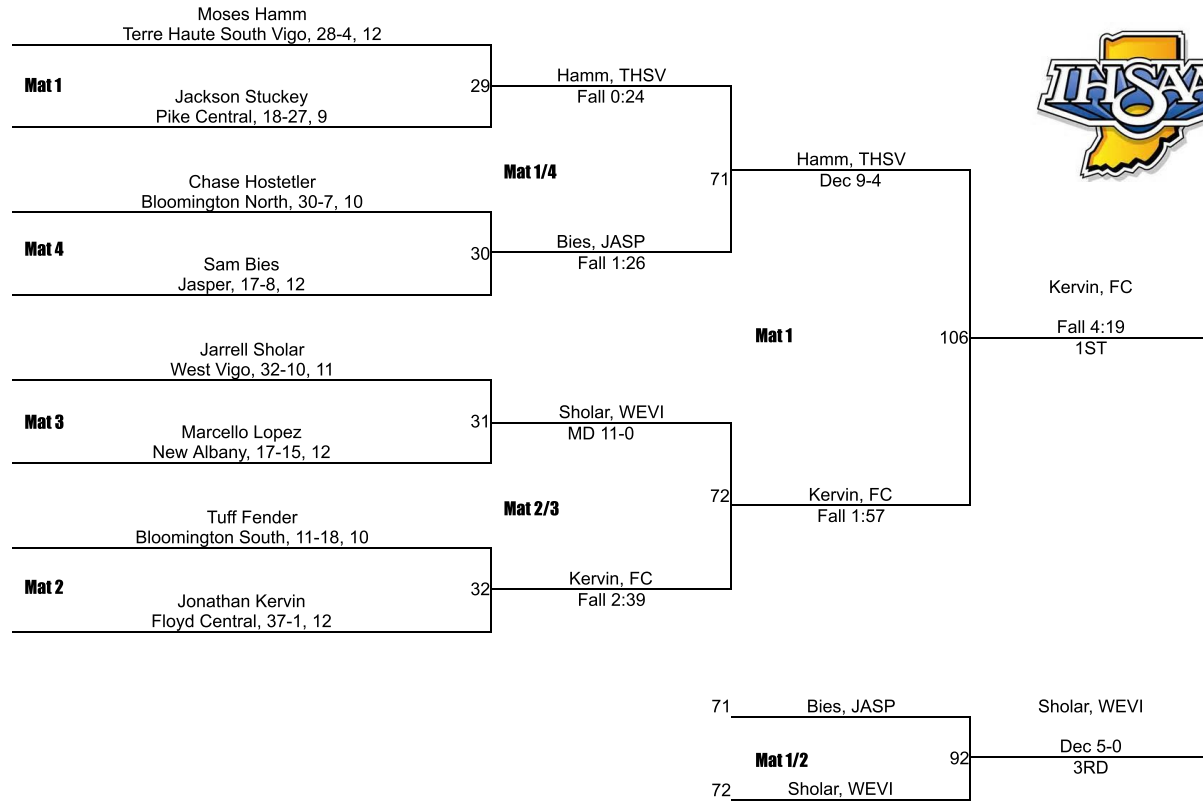 Moses Hamm
Terre Haute South Vigo, 28-4, 12
Mat 1
Jackson Stuckey
Pike Central, 18-27, 9
29
Hamm, THSV
Fall 0:24
Chase Hostetler
Bloomington North, 30-7, 10
Mat 4
Sam Bies
Jasper, 17-8, 12
30
Bies, JASP
Fall 1:26
Mat 1/4
71
Hamm, THSV
Dec 9-4
Jarrell Sholar
West Vigo, 32-10, 11
Mat 3
Marcello Lopez
New Albany, 17-15, 12
31
Sholar, WEVI
MD 11-0
Tuff Fender
Bloomington South, 11-18, 10
Mat 2
Jonathan Kervin
Floyd Central, 37-1, 12
32
Kervin, FC
Fall 2:39
Mat 2/3
72
Kervin, FC
Fall 1:57
Mat 1
106
Kervin, FC
Fall 4:19
1ST
IHSAA
71
Bies, JASP
Mat 1/2
72
Sholar, WEVI
92
Sholar, WEVI
Dec 5-0
3RD